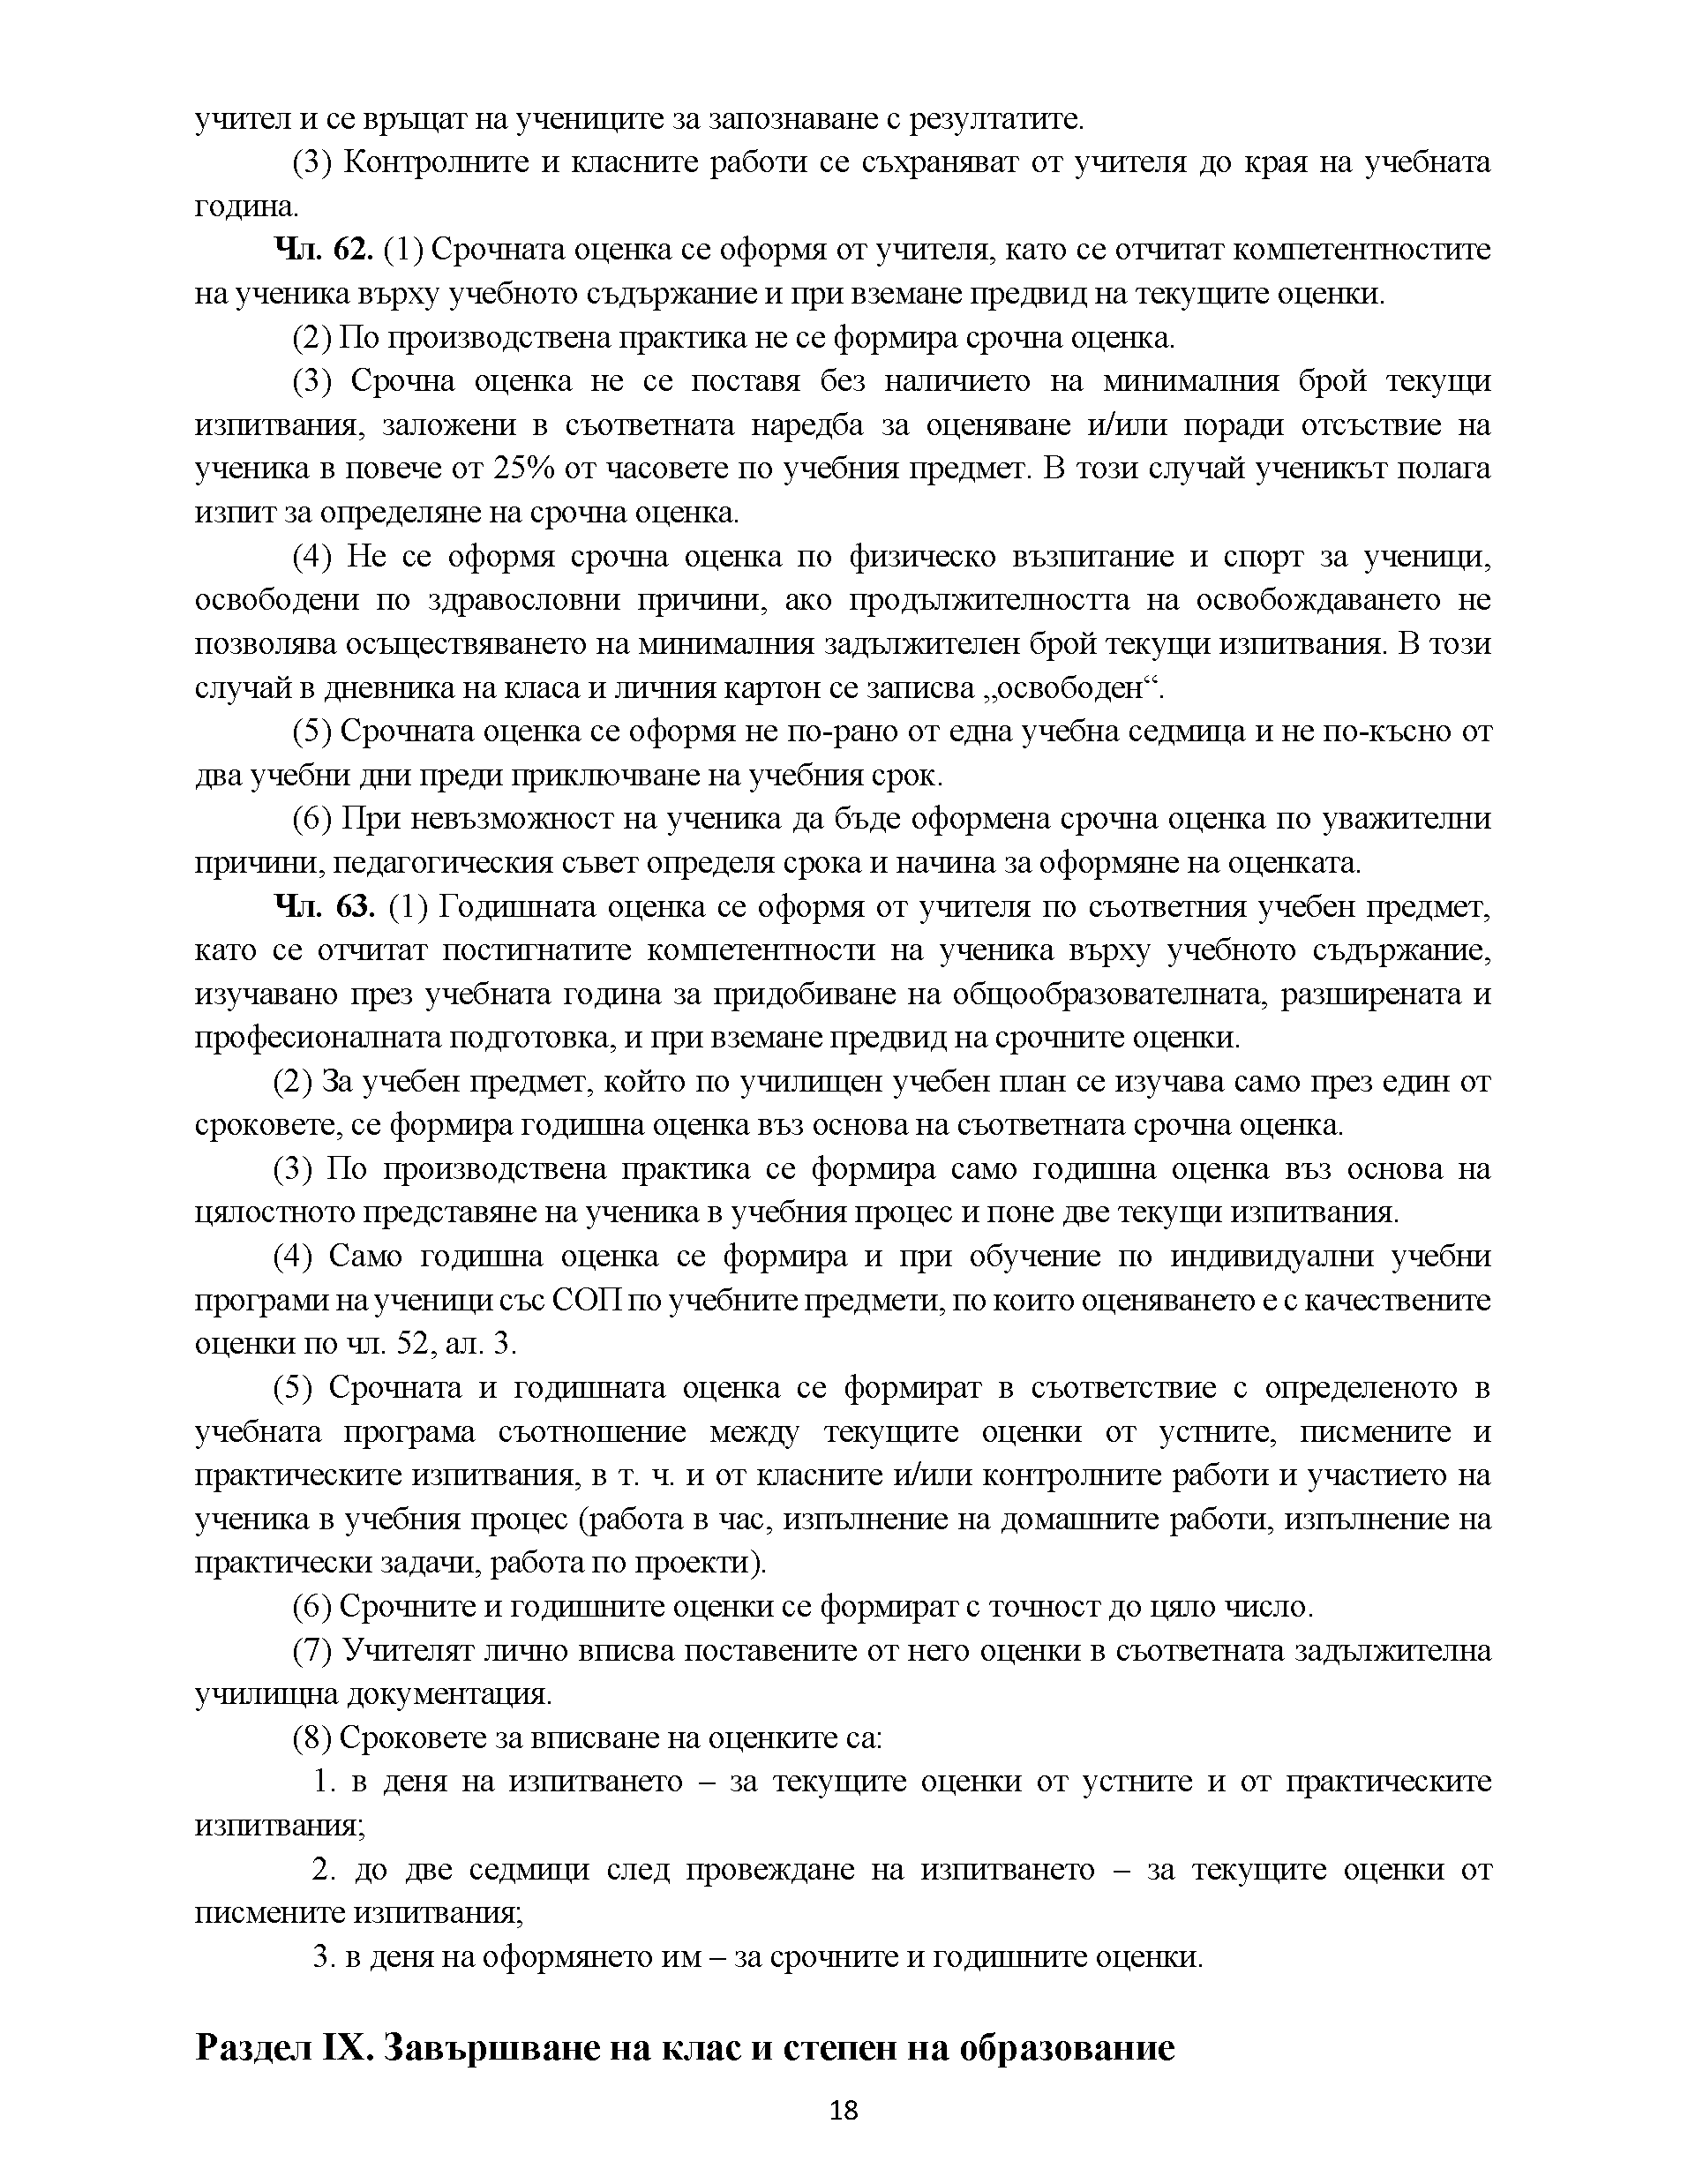 учител и се връщат на учениците за запознаване с резултатите.
(3) Контролните и класните работи се съхраняват от учителя до края на учебната
година.
Чл. 62. (1) Срочната оценка се оформя от учителя, като се отчитат компетентностите
на ученика върху учебното съдържание и при вземане предвид на текущите оценки.
(2) По производствена практика не се формира срочна оценка.
(3) Срочна оценка не се поставя без наличието на минималния брой текущи
изпитвания, заложени в съответната наредба за оценяване и/или поради отсъствие на
ученика в повече от 25% от часовете по учебния предмет. В този случай ученикът полага
изпит за определяне на срочна оценка.
(4) Не се оформя срочна оценка по физическо възпитание и спорт за ученици,
освободени по здравословни причини, ако продължителността на освобождаването не
позволява осъществяването на минималния задължителен брой текущи изпитвания. В този
случай в дневника на класа и личния картон се записва „освободен“.
(5) Срочната оценка се оформя не по-рано от една учебна седмица и не по-късно от
два учебни дни преди приключване на учебния срок.
(6) При невъзможност на ученика да бъде оформена срочна оценка по уважителни
причини, педагогическия съвет определя срока и начина за оформяне на оценката.
Чл. 63. (1) Годишната оценка се оформя от учителя по съответния учебен предмет,
като се отчитат постигнатите компетентности на ученика върху учебното съдържание,
изучавано през учебната година за придобиване на общообразователната, разширената и
професионалната подготовка, и при вземане предвид на срочните оценки.
(2) За учебен предмет, който по училищен учебен план се изучава само през един от
сроковете, се формира годишна оценка въз основа на съответната срочна оценка.
(3) По производствена практика се формира само годишна оценка въз основа на
цялостното представяне на ученика в учебния процес и поне две текущи изпитвания.
(4) Само годишна оценка се формира и при обучение по индивидуални учебни
програми на ученици със СОП по учебните предмети, по които оценяването е с качествените
оценки по чл. 52, ал. 3.
(5) Срочната и годишната оценка се формират в съответствие с определеното в
учебната програма съотношение между текущите оценки от устните, писмените и
практическите изпитвания, в т. ч. и от класните и/или контролните работи и участието на
ученика в учебния процес (работа в час, изпълнение на домашните работи, изпълнение на
практически задачи, работа по проекти).
(6) Срочните и годишните оценки се формират с точност до цяло число.
(7) Учителят лично вписва поставените от него оценки в съответната задължителна
училищна документация.
(8) Сроковете за вписване на оценките са:
1. в деня на изпитването – за текущите оценки от устните и от практическите
изпитвания;
2. до две седмици след провеждане на изпитването – за текущите оценки от
писмените изпитвания;
3. в деня на оформянето им – за срочните и годишните оценки.
Раздел IX. Завършване на клас и степен на образование
18